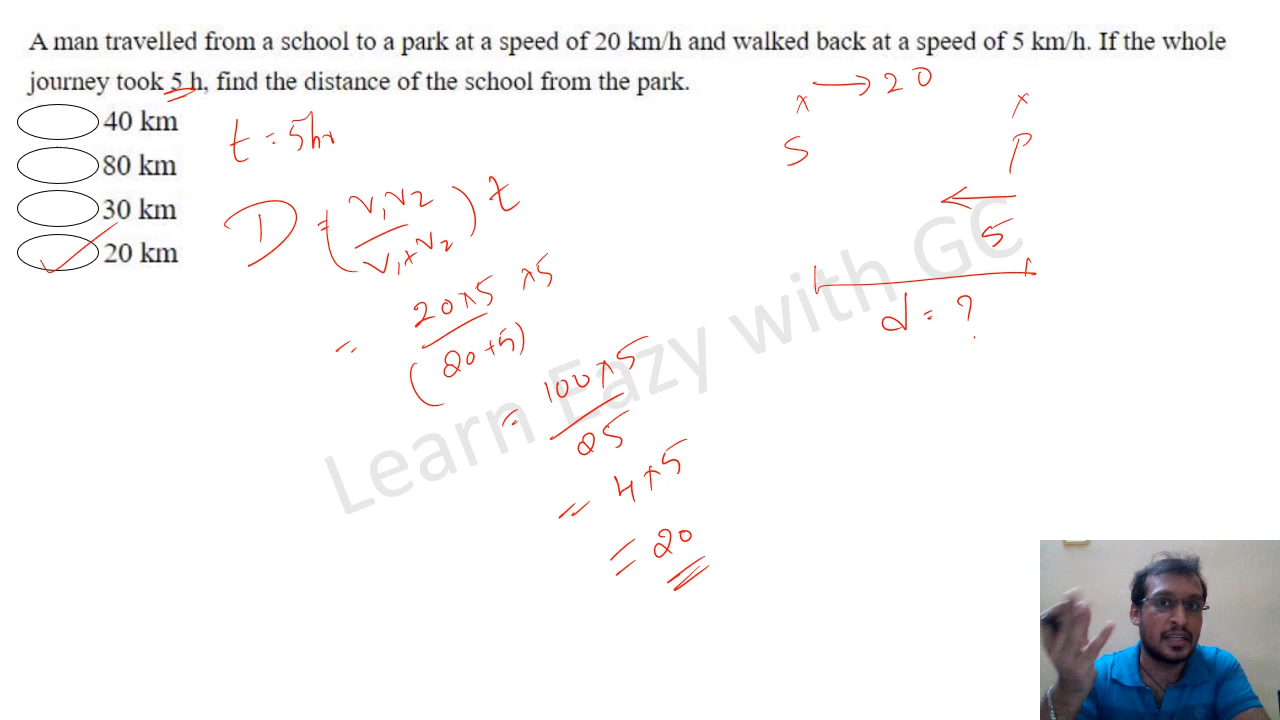 A man travelled from a school to a park at a speed of 20 km/h and walked back at a speed of 5 km/h. If the whole
journey took 5 h, find the distance of the school from the park.
40 km
80 km
30 km
20 km
t = 5hr
D = (v1v2 / v1+v2) t
= 20×5 / (20+5) ×5
= 100×5 / 25
= 4×5
= 20
x → 20 x
S P
←
5
d = ?
Learn Eazy with GC